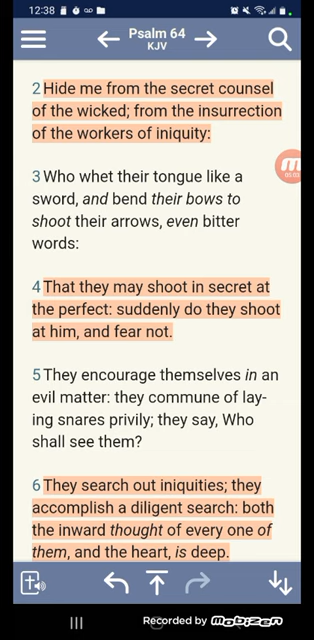 12:38
Psalm 64
KJV
2 Hide me from the secret counsel
of the wicked; from the insurrection
of the workers of iniquity:
3 Who whet their tongue like a
sword, and bend their bows to
shoot their arrows, even bitter
words:
4 That they may shoot in secret at
the perfect: suddenly do they shoot
at him, and fear not.
5 They encourage themselves in an
evil matter: they commune of lay-
ing snares privily; they say, Who
shall see them?
6 They search out iniquities; they
accomplish a diligent search: both
the inward thought of every one of
them, and the heart, is deep.
Recorded by mobizen